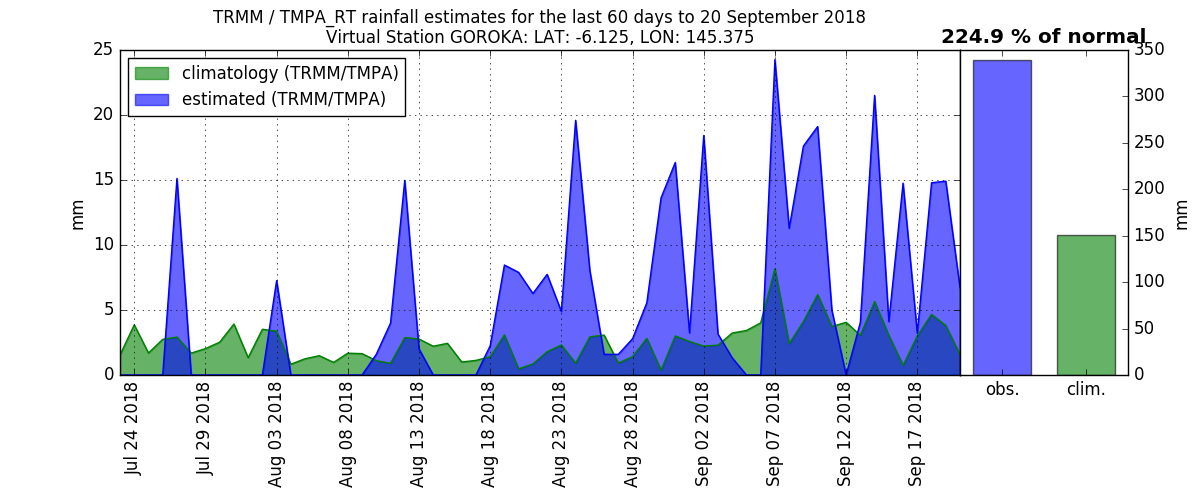 TRMM / TMPA_RT rainfall estimates for the last 60 days to 20 September 2018
Virtual Station GOROKA: LAT: -6.125, LON: 145.375
224.9 % of normal
climatology (TRMM/TMPA)
estimated (TRMM/TMPA)
25
20
15
10
5
0
mm
350
300
250
200
150
100
50
0
mm
Jul 24 2018
Jul 29 2018
Aug 03 2018
Aug 08 2018
Aug 13 2018
Aug 18 2018
Aug 23 2018
Aug 28 2018
Sep 02 2018
Sep 07 2018
Sep 12 2018
Sep 17 2018
obs.
clim.